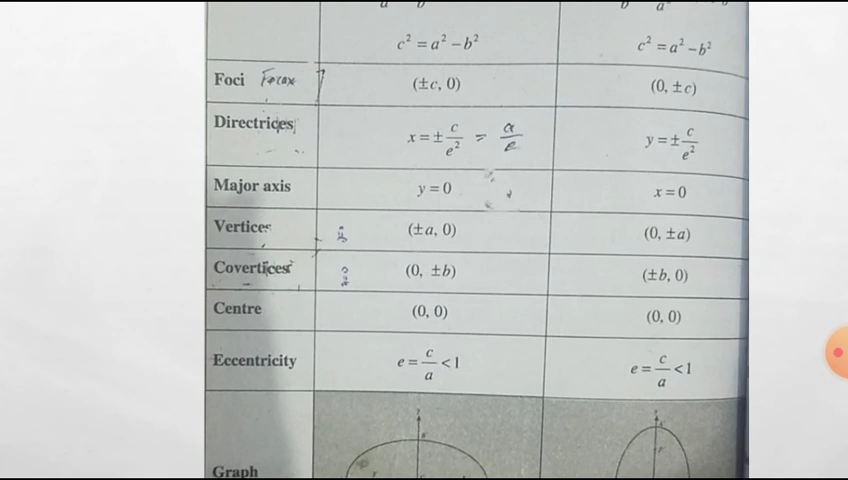 c² = a² – b² c² = a² – b²
Foci (±c, 0) (0, ±c)
Directrices x = ± c/e² = a/e y = ± c/e²
Major axis y = 0 x = 0
Vertices (±a, 0) (0, ±a)
Covertices (0, ±b) (±b, 0)
Centre (0, 0) (0, 0)
Eccentricity e = c/a < 1 e = c/a < 1
Graph